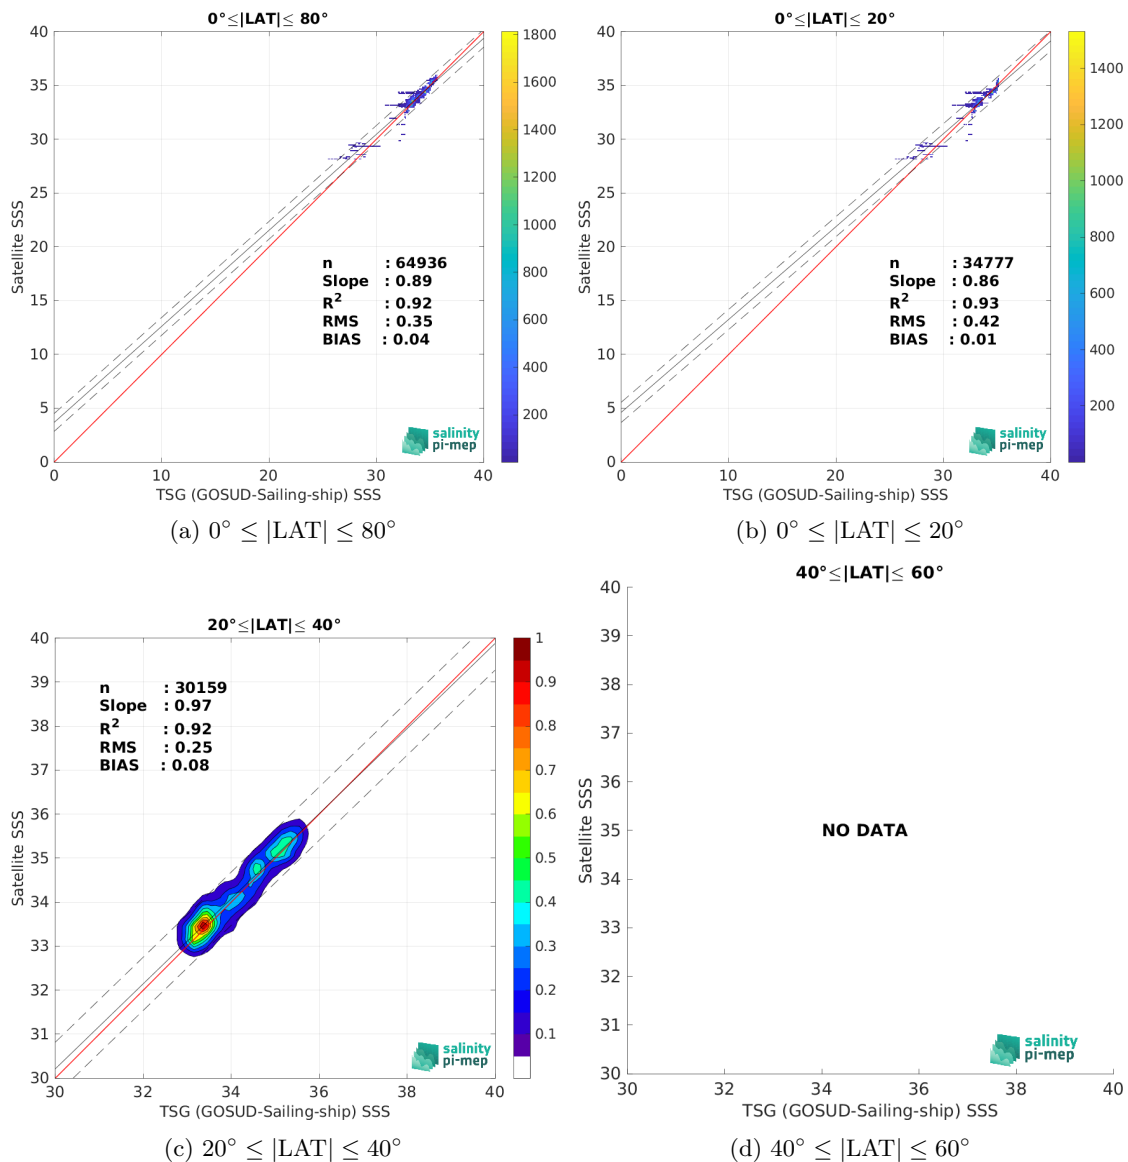 0°≤|LAT|≤ 80°
40
35
30
25
20
15
10
5
0
Satellite SSS
n : 64936
Slope : 0.89
R² : 0.92
RMS : 0.35
BIAS : 0.04
salinity
pi-mep
0 10 20 30 40
TSG (GOSUD-Sailing-ship) SSS
1800
1600
1400
1200
1000
800
600
400
200
(a) 0° ≤ |LAT| ≤ 80°
0°≤|LAT|≤ 20°
40
35
30
25
20
15
10
5
0
Satellite SSS
n : 34777
Slope : 0.86
R² : 0.93
RMS : 0.42
BIAS : 0.01
salinity
pi-mep
0 10 20 30 40
TSG (GOSUD-Sailing-ship) SSS
1400
1200
1000
800
600
400
200
(b) 0° ≤ |LAT| ≤ 20°
20°≤|LAT|≤ 40°
40
39
38
37
36
35
34
33
32
31
30
Satellite SSS
n : 30159
Slope : 0.97
R² : 0.92
RMS : 0.25
BIAS : 0.08
salinity
pi-mep
30 32 34 36 38 40
TSG (GOSUD-Sailing-ship) SSS
1
0.9
0.8
0.7
0.6
0.5
0.4
0.3
0.2
0.1
(c) 20° ≤ |LAT| ≤ 40°
40°≤|LAT|≤ 60°
40
39
38
37
36
35
34
33
32
31
30
Satellite SSS
NO DATA
salinity
pi-mep
30 32 34 36 38 40
TSG (GOSUD-Sailing-ship) SSS
(d) 40° ≤ |LAT| ≤ 60°